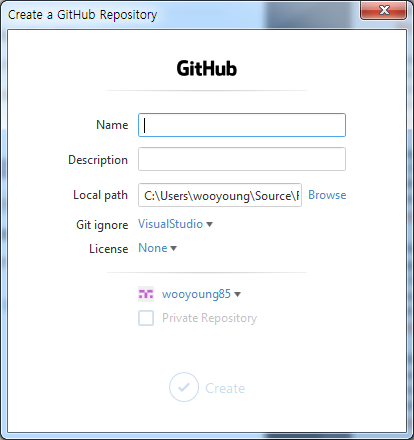 Create a GitHub Repository
GitHub
Name
Description
Local path C:\Users\wooyoung\Source\ Browse
Git ignore VisualStudio
License None
wooyoung85
Private Repository
Create